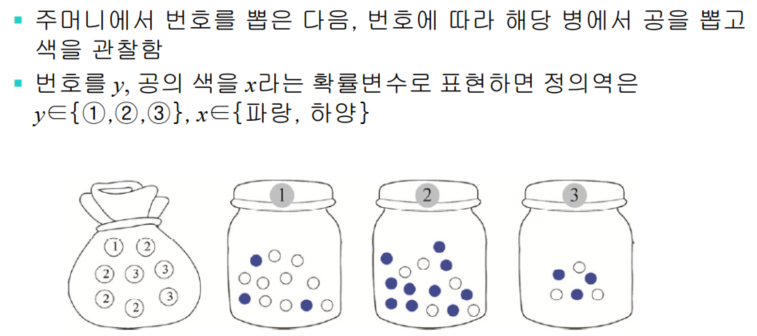 주머니에서 번호를 뽑은 다음, 번호에 따라 해당 병에서 공을 뽑고
색을 관찰함
번호를 y, 공의 색을 x라는 확률변수로 표현하면 정의역은
y∈{①,②,③}, x∈{파랑, 하양}
1 2 3
① ②
② ③ ③
② ② ③